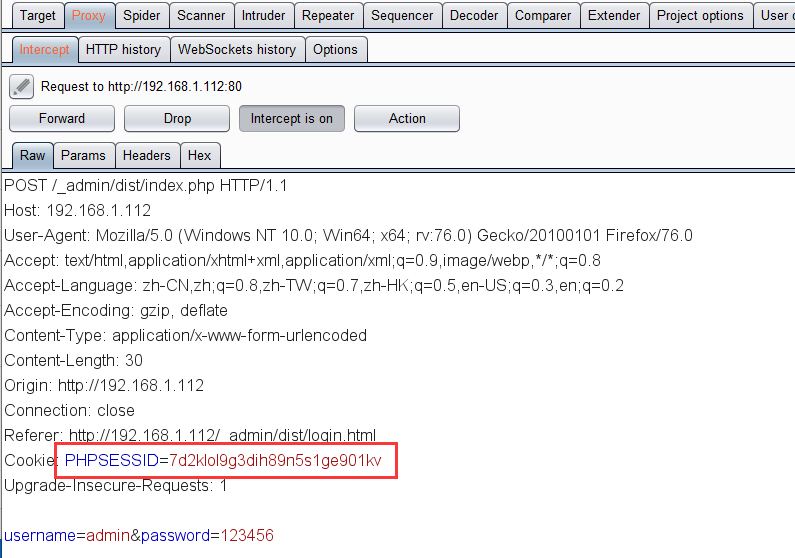 Target Proxy Spider Scanner Intruder Repeater Sequencer Decoder Comparer Extender Project options User o
Intercept HTTP history WebSockets history Options
Request to http://192.168.1.112:80
Forward Drop Intercept is on Action
Raw Params Headers Hex
POST /_admin/dist/index.php HTTP/1.1
Host: 192.168.1.112
User-Agent: Mozilla/5.0 (Windows NT 10.0; Win64; x64; rv:76.0) Gecko/20100101 Firefox/76.0
Accept: text/html,application/xhtml+xml,application/xml;q=0.9,image/webp,*/*;q=0.8
Accept-Language: zh-CN,zh;q=0.8,zh-TW;q=0.7,zh-HK;q=0.5,en-US;q=0.3,en;q=0.2
Accept-Encoding: gzip, deflate
Content-Type: application/x-www-form-urlencoded
Content-Length: 30
Origin: http://192.168.1.112
Connection: close
Referer: http://192.168.1.112/_admin/dist/login.html
Cookie: PHPSESSID=7d2klol9g3dih89n5s1ge901kv
Upgrade-Insecure-Requests: 1
username=admin&password=123456